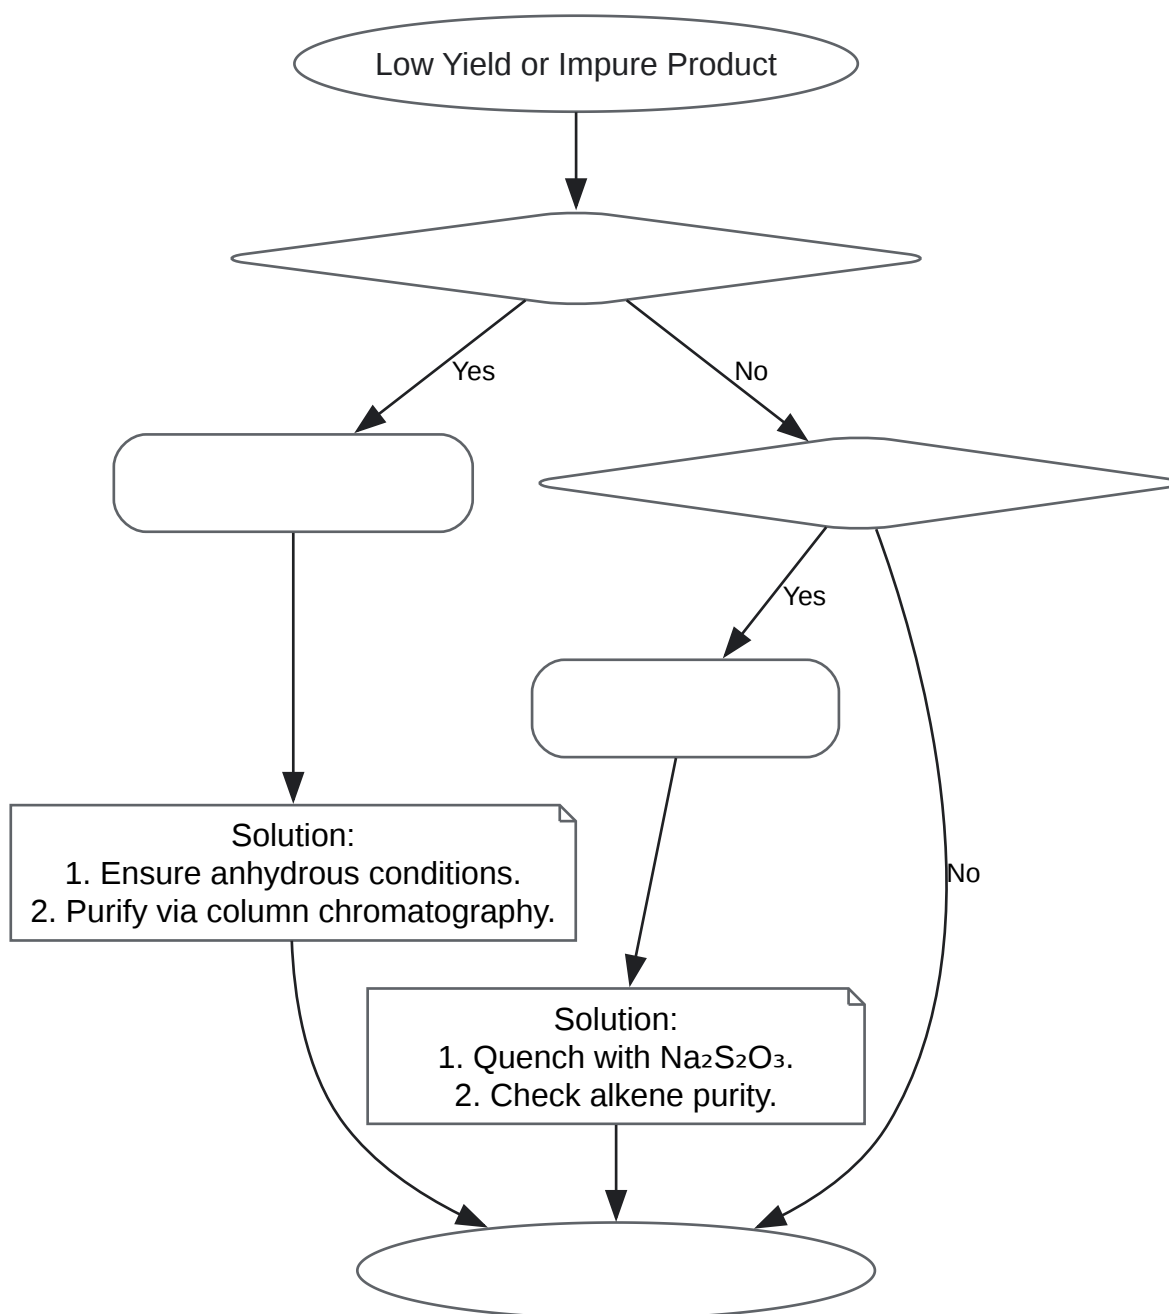 Low Yield or Impure Product
Yes
No
Yes
Solution:
1. Ensure anhydrous conditions.
2. Purify via column chromatography.
No
Solution:
1. Quench with Na₂S₂O₃.
2. Check alkene purity.